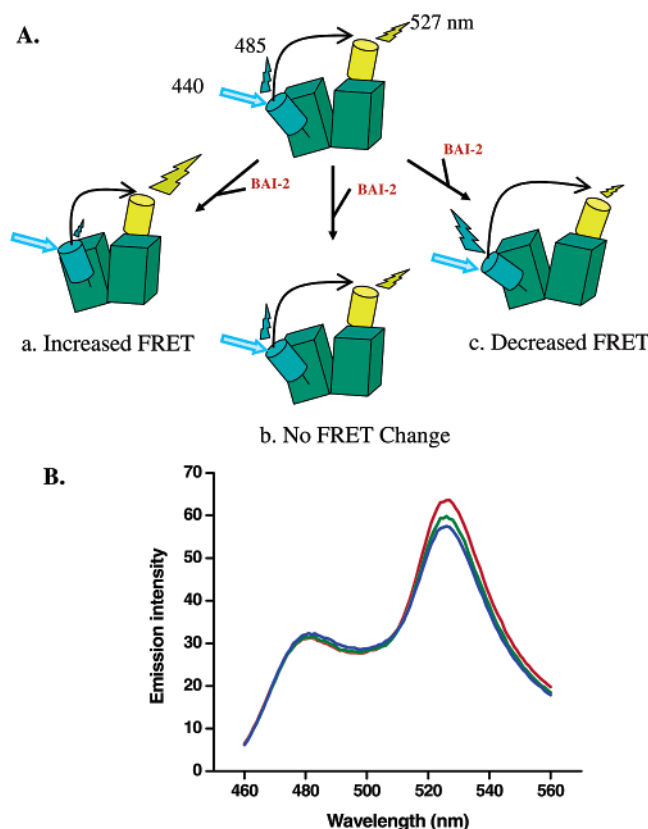 A.
527 nm
485
440
BAI-2
BAI-2
BAI-2
a. Increased FRET
c. Decreased FRET
b. No FRET Change
B.
70
60
50
40
30
20
10
0
Emission intensity
460 480 500 520 540 560
Wavelength (nm)